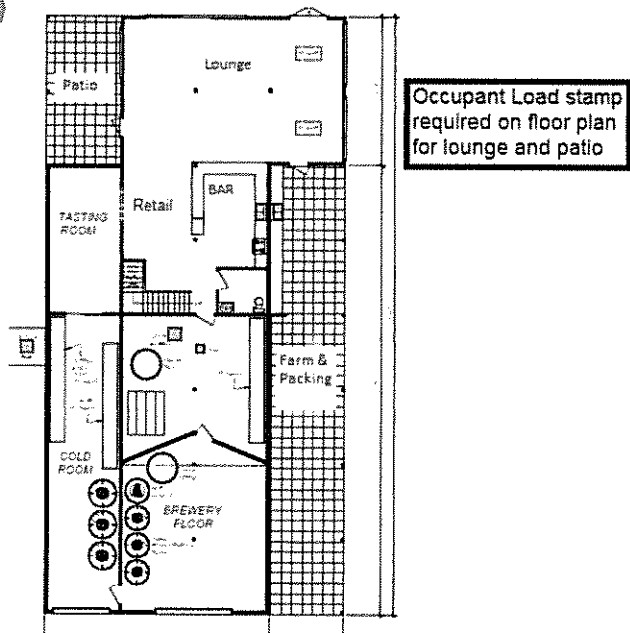 Lounge
Patio
Occupant Load stamp
required on floor plan
for lounge and patio
Retail
BAR
TASTING
ROOM
Farm &
Packing
COLD
ROOM
BREWERY
FLOOR